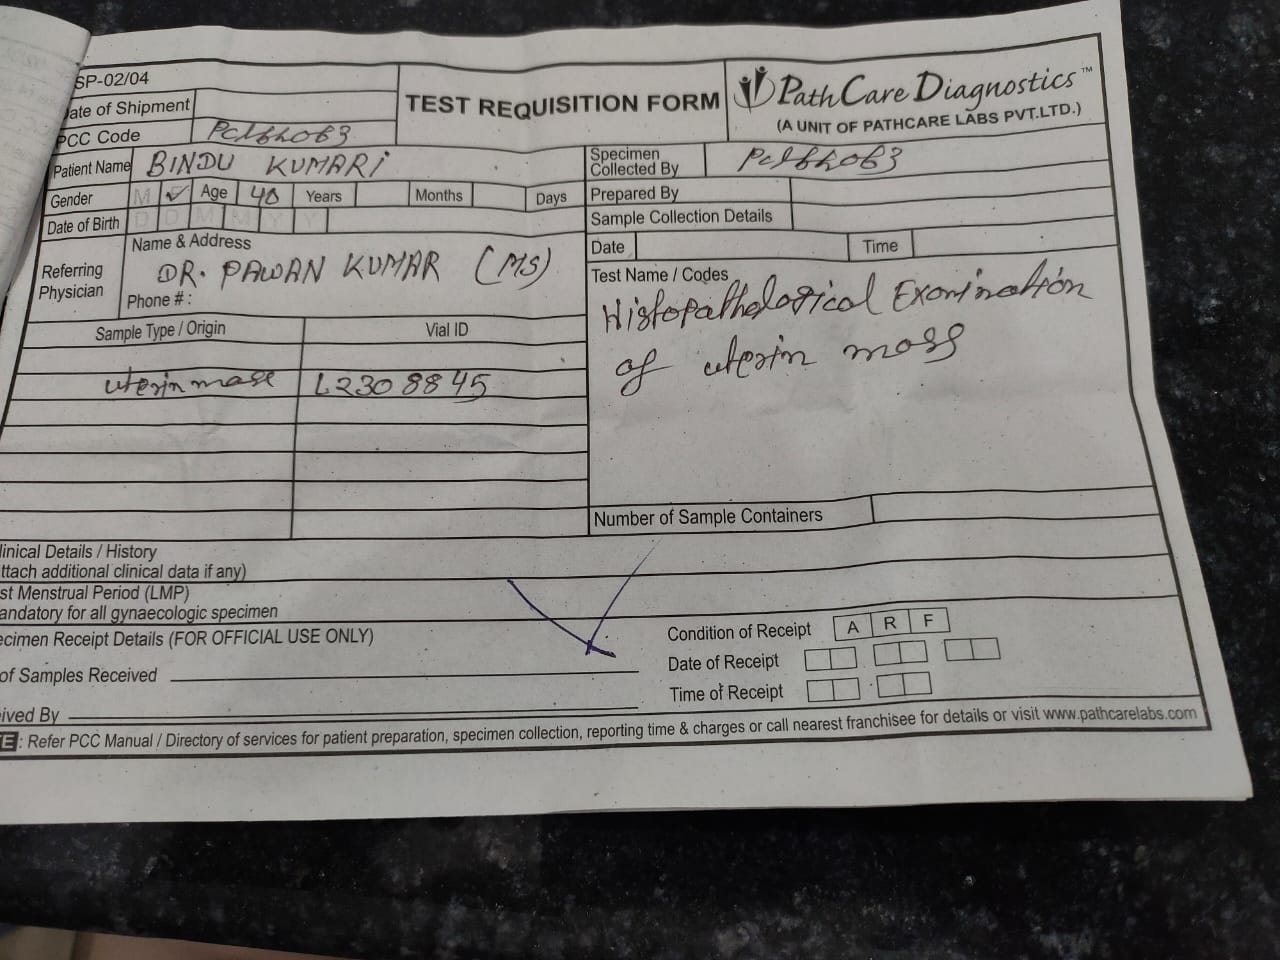 SP-02/04
Date of Shipment
PCC Code
TEST REQUISITION FORM
PathCare Diagnostics™
(A UNIT OF PATHCARE LABS PVT.LTD.)
Patient Name BINDU KUMARI
Gender M Age 40 Years Months Days
Date of Birth D D M M Y Y
Referring Physician
Name & Address
DR. PAWAN KUMAR (MS)
Phone # :
Sample Type / Origin Vial ID
uterin mase L2308845
Specimen Collected By
Prepared By
Sample Collection Details
Date Time
Test Name / Codes
Histopathological Examination
of uterin mass
Number of Sample Containers
linical Details / History
ttach additional clinical data if any)
st Menstrual Period (LMP)
andatory for all gynaecologic specimen
ecimen Receipt Details (FOR OFFICIAL USE ONLY)
of Samples Received
ived By
Condition of Receipt A R F
Date of Receipt
Time of Receipt
E : Refer PCC Manual / Directory of services for patient preparation, specimen collection, reporting time & charges or call nearest franchisee for details or visit www.pathcarelabs.com